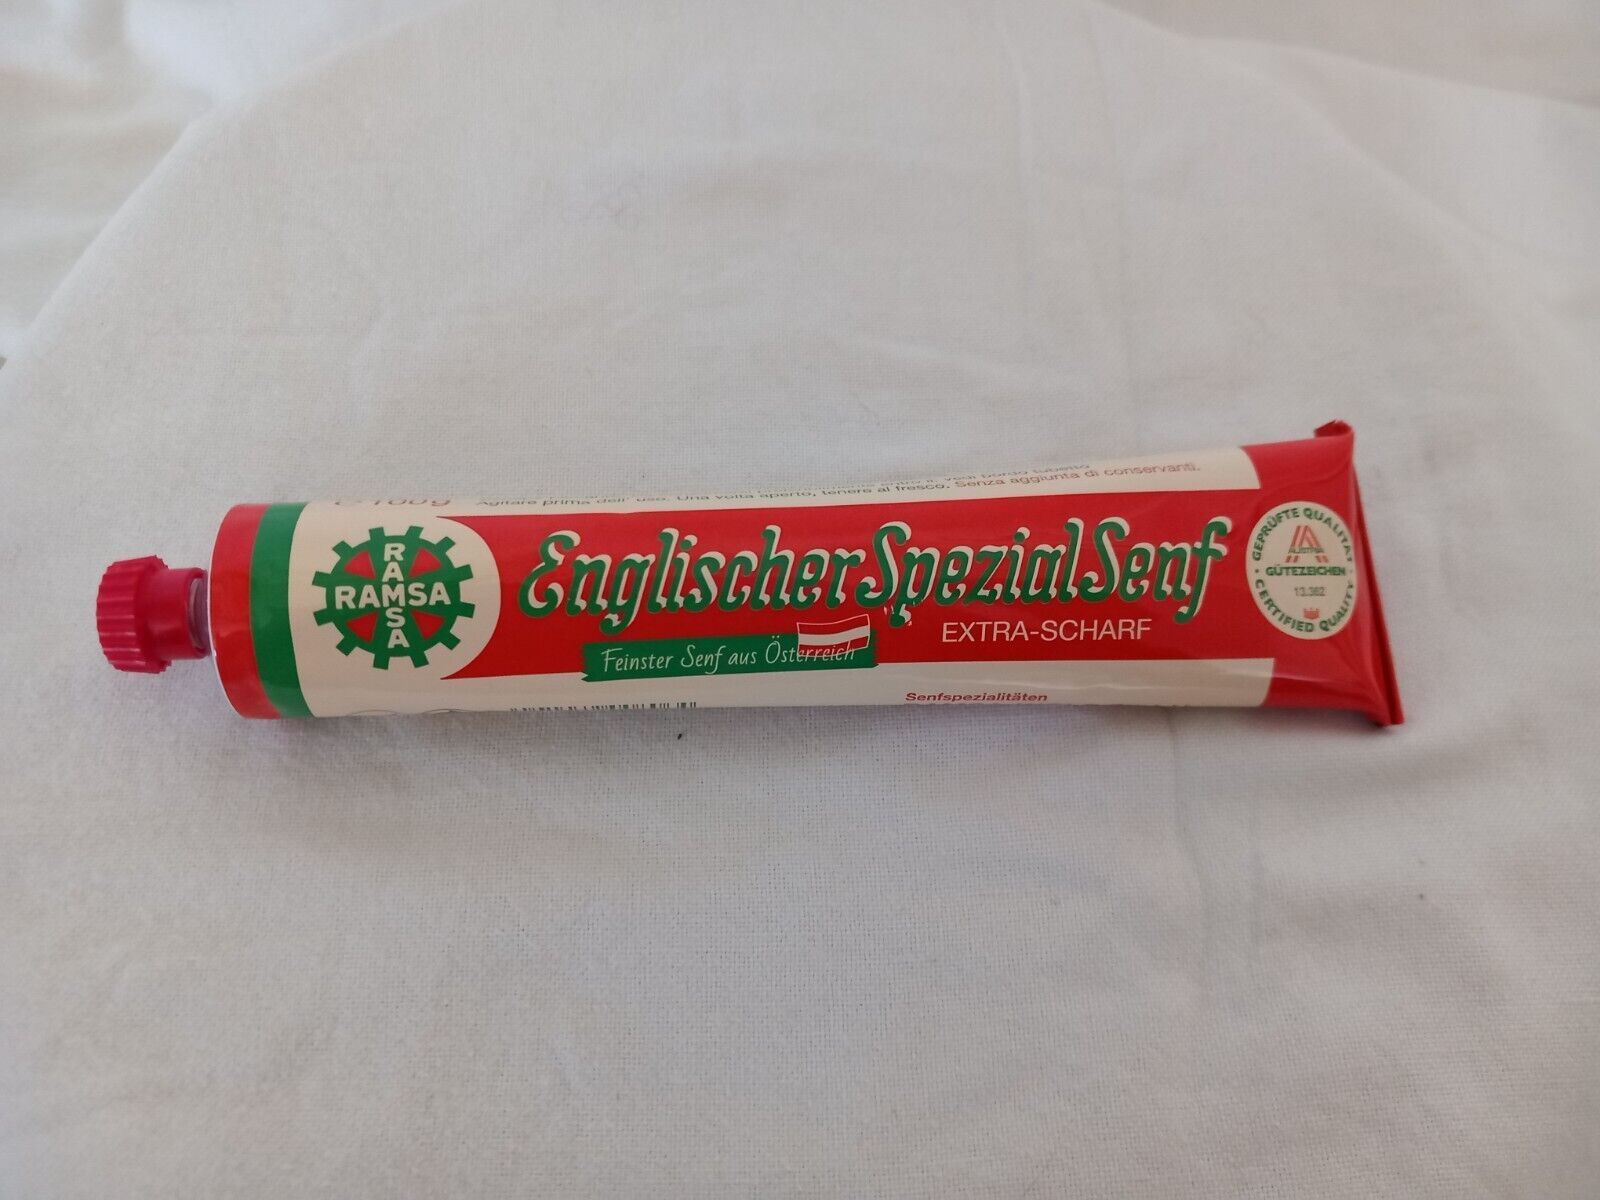 RAMSA
RAMSA
Agitare prima dell' uso. Una volta aperto, tenere al fresco. Senza aggiunta di conservanti.
Englischer Spezial Senf
EXTRA-SCHARF
Feinster Senf aus Österreich
Senfspezialitäten
GEPRÜFTE QUALITÄT
AUSTRIA
GÜTEZEICHEN
13.362
CERTIFIED QUALITY